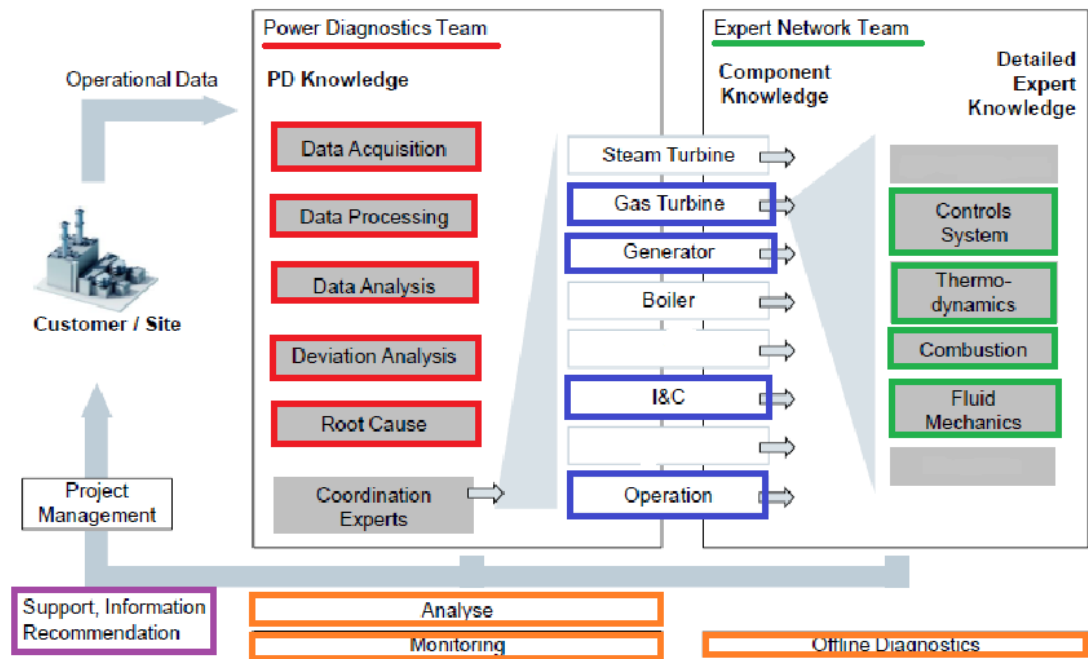 Power Diagnostics Team
Expert Network Team
Operational Data
PD Knowledge
Component
Knowledge
Detailed
Expert
Knowledge
Data Acquisition
Data Processing
Data Analysis
Deviation Analysis
Root Cause
Coordination
Experts
Steam Turbine
Gas Turbine
Generator
Boiler
I&C
Operation
Controls
System
Thermo-
dynamics
Combustion
Fluid
Mechanics
Customer / Site
Project
Management
Support, Information
Recommendation
Analyse
Monitoring
Offline Diagnostics